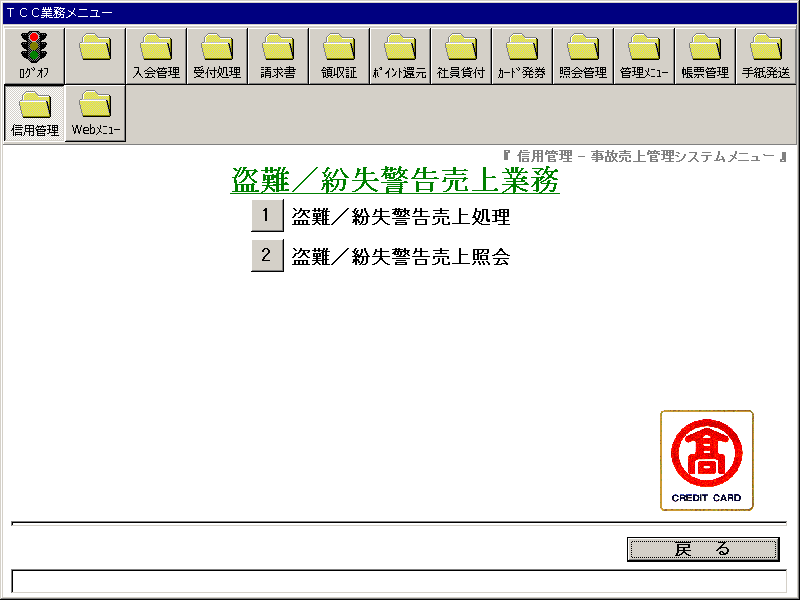 ＴＣＣ業務メニュー
ﾛｸﾞｵﾌ
入会管理
受付処理
請求書
領収証
ﾎﾟｲﾝﾄ還元
社員貸付
ｶｰﾄﾞ発券
照会管理
管理ﾒﾆｭｰ
帳票管理
手紙発送
信用管理
Webﾒﾆｭｰ
『 信用管理 － 事故売上管理システムメニュー 』
盗難／紛失警告売上業務
1 盗難／紛失警告売上処理
2 盗難／紛失警告売上照会
髙
CREDIT CARD
戻 る